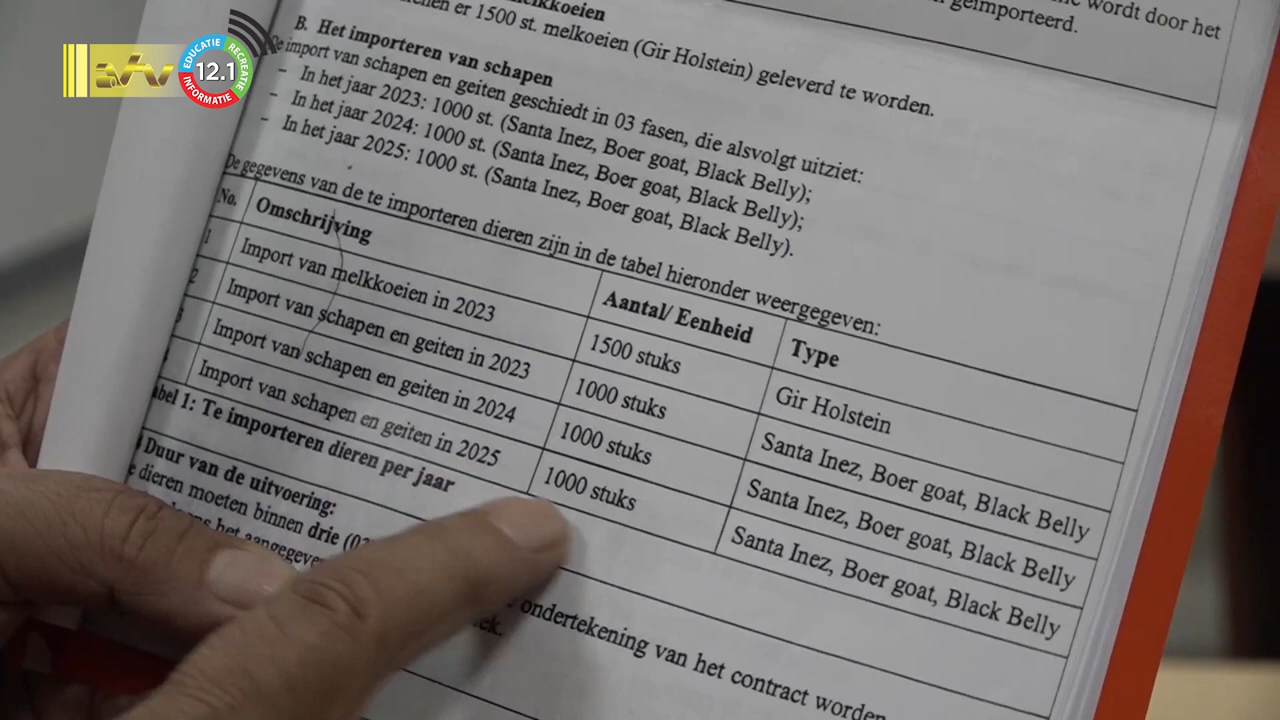 EDUCATIE
RECREATIE
INFORMATIE
12.1
wordt door het
geïmporteerd.
er 1500 st. melkoeien (Gir Holstein) geleverd te worden.
B. Het importeren van schapen
De import van schapen en geiten geschiedt in 03 fasen, die alsvolgt uitziet:
- In het jaar 2023: 1000 st. (Santa Inez, Boer goat, Black Belly);
- In het jaar 2024: 1000 st. (Santa Inez, Boer goat, Black Belly);
- In het jaar 2025: 1000 st. (Santa Inez, Boer goat, Black Belly).
De gegevens van de te importeren dieren zijn in de tabel hieronder weergegeven:
No. Omschrijving Aantal/ Eenheid Type
1 Import van melkkoeien in 2023 1500 stuks Gir Holstein
2 Import van schapen en geiten in 2023 1000 stuks Santa Inez, Boer goat, Black Belly
Import van schapen en geiten in 2024 1000 stuks Santa Inez, Boer goat, Black Belly
Import van schapen en geiten in 2025 1000 stuks Santa Inez, Boer goat, Black Belly
1: Te importeren dieren per jaar
Duur van de uitvoering:
dieren moeten binnen drie
het
ondertekening van het contract worden